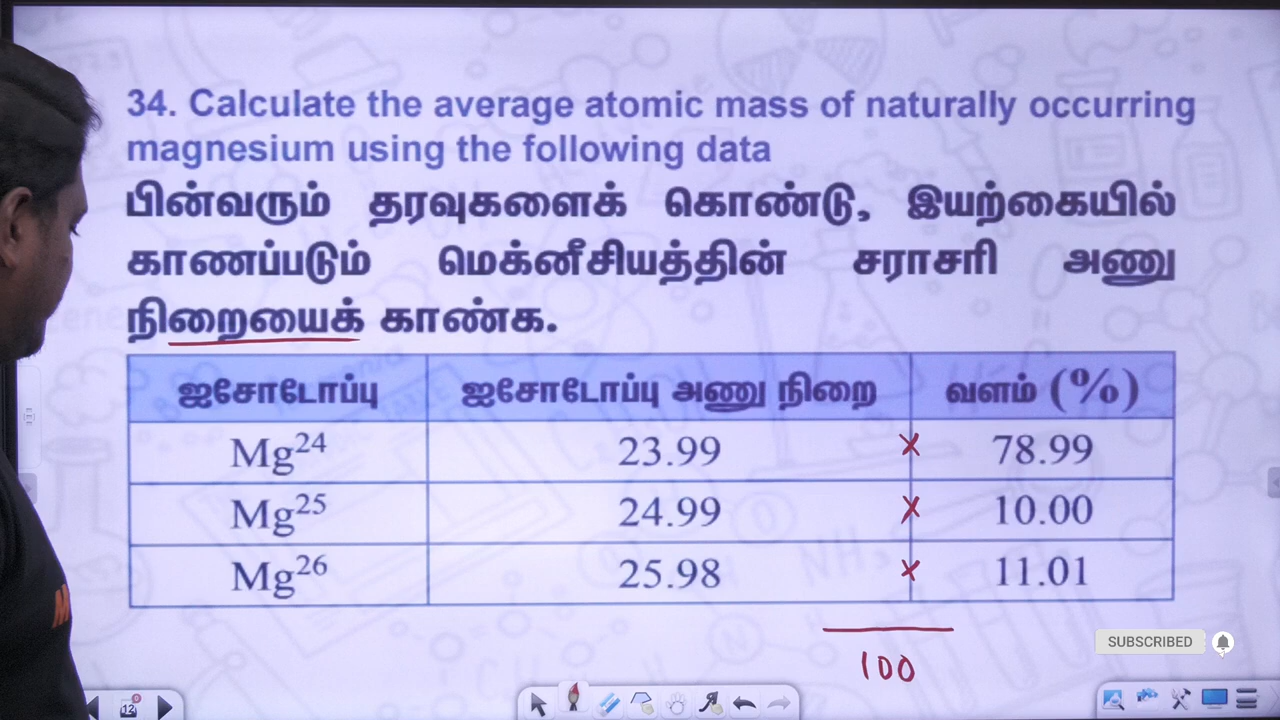 34. Calculate the average atomic mass of naturally occurring
magnesium using the following data
பின்வரும் தரவுகளைக் கொண்டு, இயற்கையில்
காணப்படும் மெக்னீசியத்தின் சராசரி அணு
நிறையைக் காண்க.
ஐசோடோப்பு ஐசோடோப்பு அணு நிறை வளம் (%)
Mg²⁴ 23.99 × 78.99
Mg²⁵ 24.99 × 10.00
Mg²⁶ 25.98 × 11.01
100
SUBSCRIBED
12